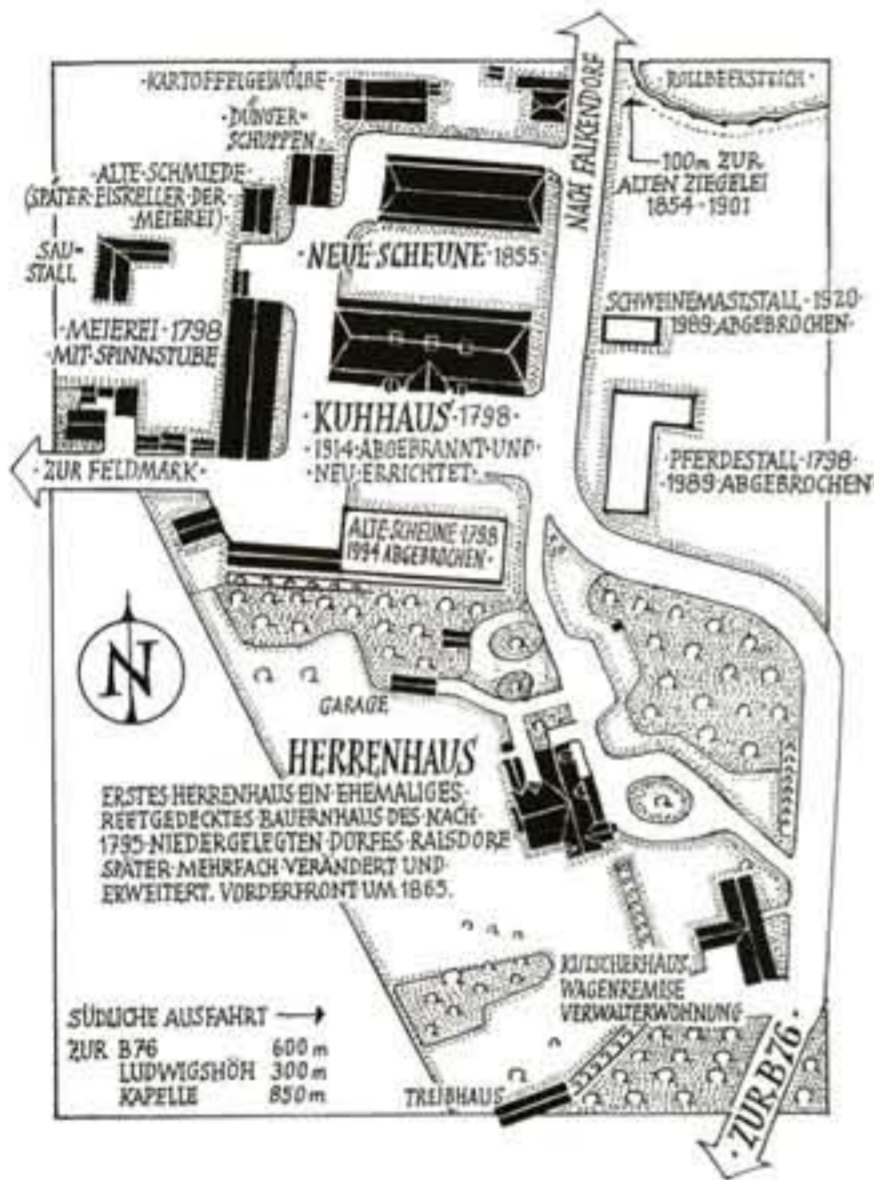 ·KARTOFFELGEWÖLBE·
·DÜNGER-
SCHUPPEN·
·ALTE·SCHMIEDE·
(SPÄTER·EISKELLER·DER·
·MEIEREI)·
SAU-
STALL
·MEIEREI·1798·
MIT·SPINNSTUBE·
·ZUR FELDMARK·
NACH FALKENDORF
·100m ZUR
ALTEN ZIEGELEI
1854-1901
·NEUE·SCHEUNE·1855·
SCHWEINEMASTSTALL·1920·
·1989·ABGEBROCHEN·
·KUHHAUS·1798·
·1914·ABGEBRANNT·UND·
·NEU·ERRICHTET·
·PFERDESTALL·1798·
·1989·ABGEBROCHEN
ALTE·SCHEUNE·1798
1994 ABGEBROCHEN·
N
GARAGE
HERRENHAUS
ERSTES·HERRENHAUS·EIN·EHEMALIGES·
REETGEDECKTES BAUERNHAUS DES·NACH·
1795·NIEDERGELEGTEN·DORFES·RALSDORF
SPÄTER·MEHRFACH·VERÄNDERT UND·
ERWEITERT. VORDERFRONT UM 1865.
KUTSCHERHAUS,
WAGENREMISE
VERWALTERWOHNUNG
SÜDLICHE AUSFAHRT
ZUR B76 600 m
LUDWIGSHÖH 300 m
KAPELLE 850 m
TREIBHAUS
·ZUR B76·